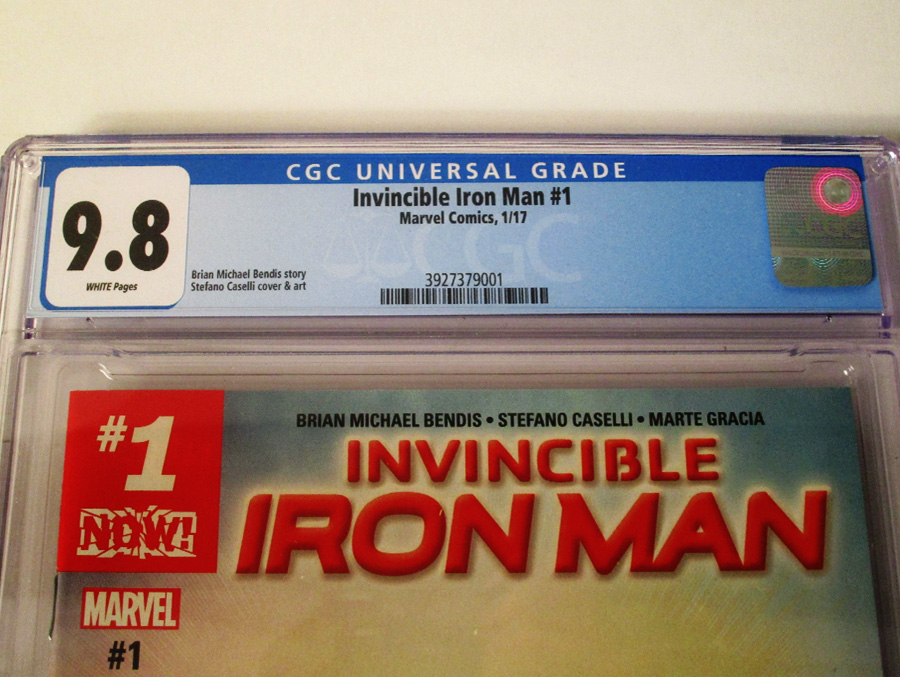 CGC UNIVERSAL GRADE
9.8
WHITE Pages
Invincible Iron Man #1
Marvel Comics, 1/17
CGC
Brian Michael Bendis story
Stefano Caselli cover & art
3927379001
CGC
#1
NOW!
BRIAN MICHAEL BENDIS • STEFANO CASELLI • MARTE GRACIA
INVINCIBLE
IRON MAN
MARVEL
#1